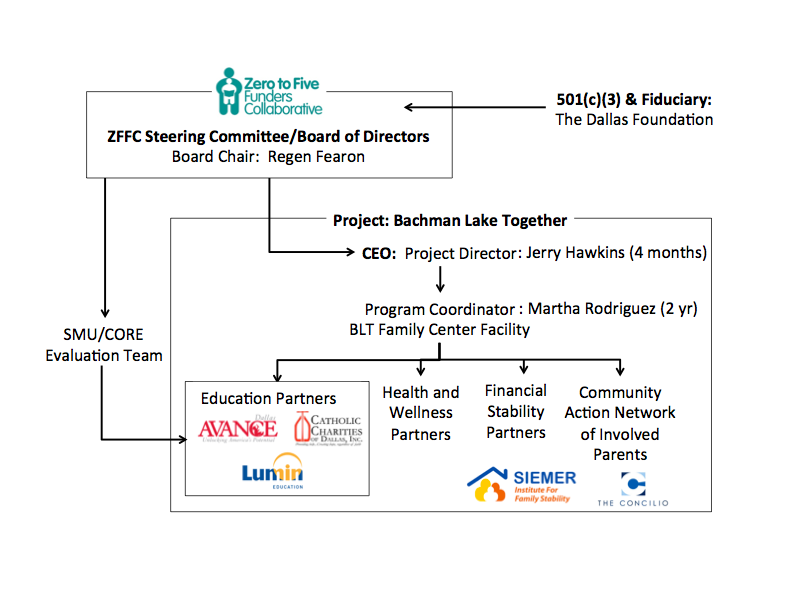 Zero to Five
Funders
Collaborative
ZFFC Steering Committee/Board of Directors
Board Chair: Regen Fearon
501(c)(3) & Fiduciary:
The Dallas Foundation
Project: Bachman Lake Together
CEO: Project Director: Jerry Hawkins (4 months)
Program Coordinator : Martha Rodriguez (2 yr)
BLT Family Center Facility
SMU/CORE
Evaluation Team
Education Partners
Dallas
AVANCE
Unlocking America's Potential
CATHOLIC
CHARITIES
OF DALLAS, INC.
Lumin
EDUCATION
Health and
Wellness
Partners
Financial
Stability
Partners
SIEMER
Institute For
Family Stability
Community
Action Network
of Involved
Parents
THE CONCILIO